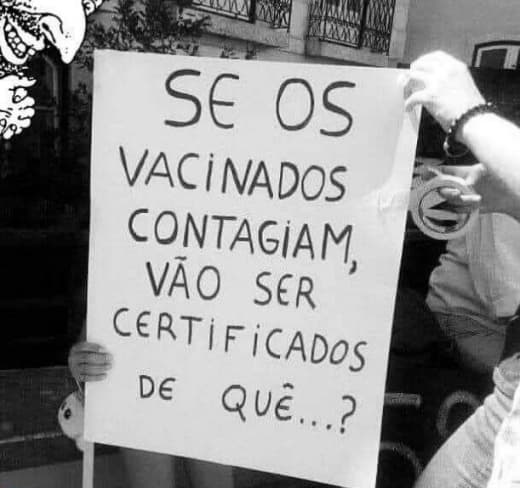 SE OS
VACINADOS
CONTAGIAM,
VÃO SER
CERTIFICADOS
DE QUÊ...?